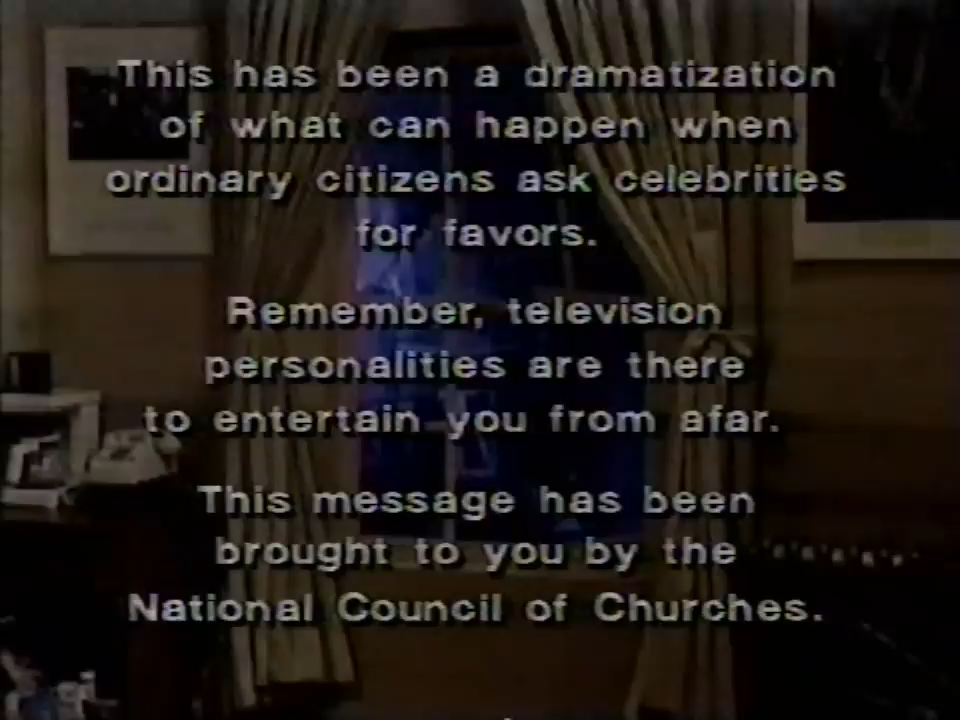 This has been a dramatization
of what can happen when
ordinary citizens ask celebrities
for favors.
Remember, television
personalities are there
to entertain you from afar.
This message has been
brought to you by the
National Council of Churches.